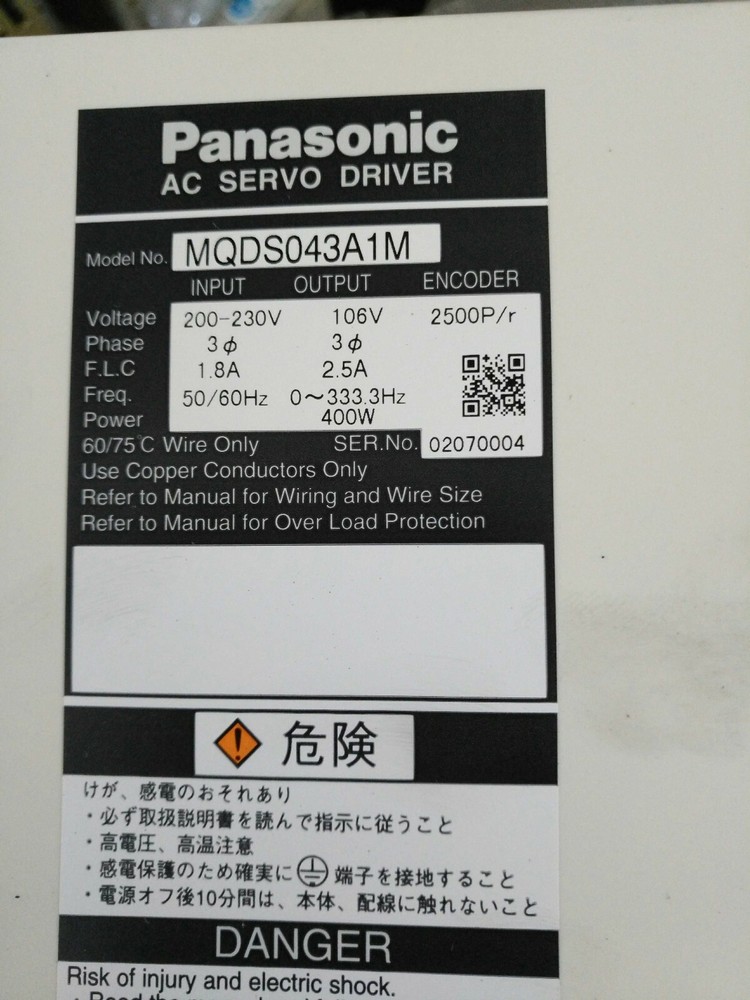 Panasonic
AC SERVO DRIVER
Model No. MQDS043A1M
INPUT OUTPUT ENCODER
Voltage 200-230V 106V 2500P/r
Phase 3ϕ 3ϕ
F.L.C 1.8A 2.5A
Freq. 50/60Hz 0～333.3Hz
Power 400W
60/75°C Wire Only SER.No. 02070004
Use Copper Conductors Only
Refer to Manual for Wiring and Wire Size
Refer to Manual for Over Load Protection
危険
けが、感電のおそれあり
・必ず取扱説明書を読んで指示に従うこと
・高電圧、高温注意
・感電保護のため確実に端子を接地すること
・電源オフ後10分間は、本体、配線に触れないこと
DANGER
Risk of injury and electric shock.